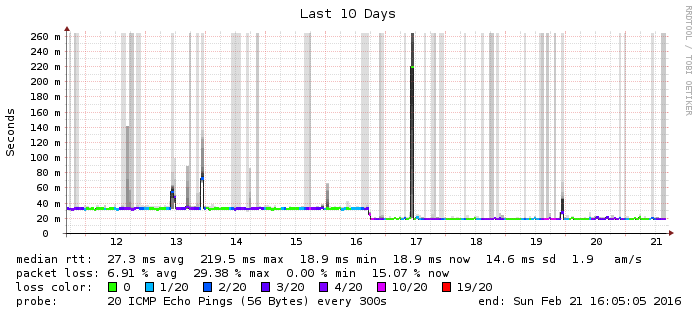 Last 10 Days
RRDTOOL / TOBI OETIKER
Seconds
260 m
240 m
220 m
200 m
180 m
160 m
140 m
120 m
100 m
80 m
60 m
40 m
20 m
0
12 13 14 15 16 17 18 19 20 21
median rtt: 27.3 ms avg 219.5 ms max 18.9 ms min 18.9 ms now 14.6 ms sd 1.9 am/s
packet loss: 6.91 % avg 29.38 % max 0.00 % min 15.07 % now
loss color: 0 1/20 2/20 3/20 4/20 10/20 19/20
probe: 20 ICMP Echo Pings (56 Bytes) every 300s end: Sun Feb 21 16:05:05 2016